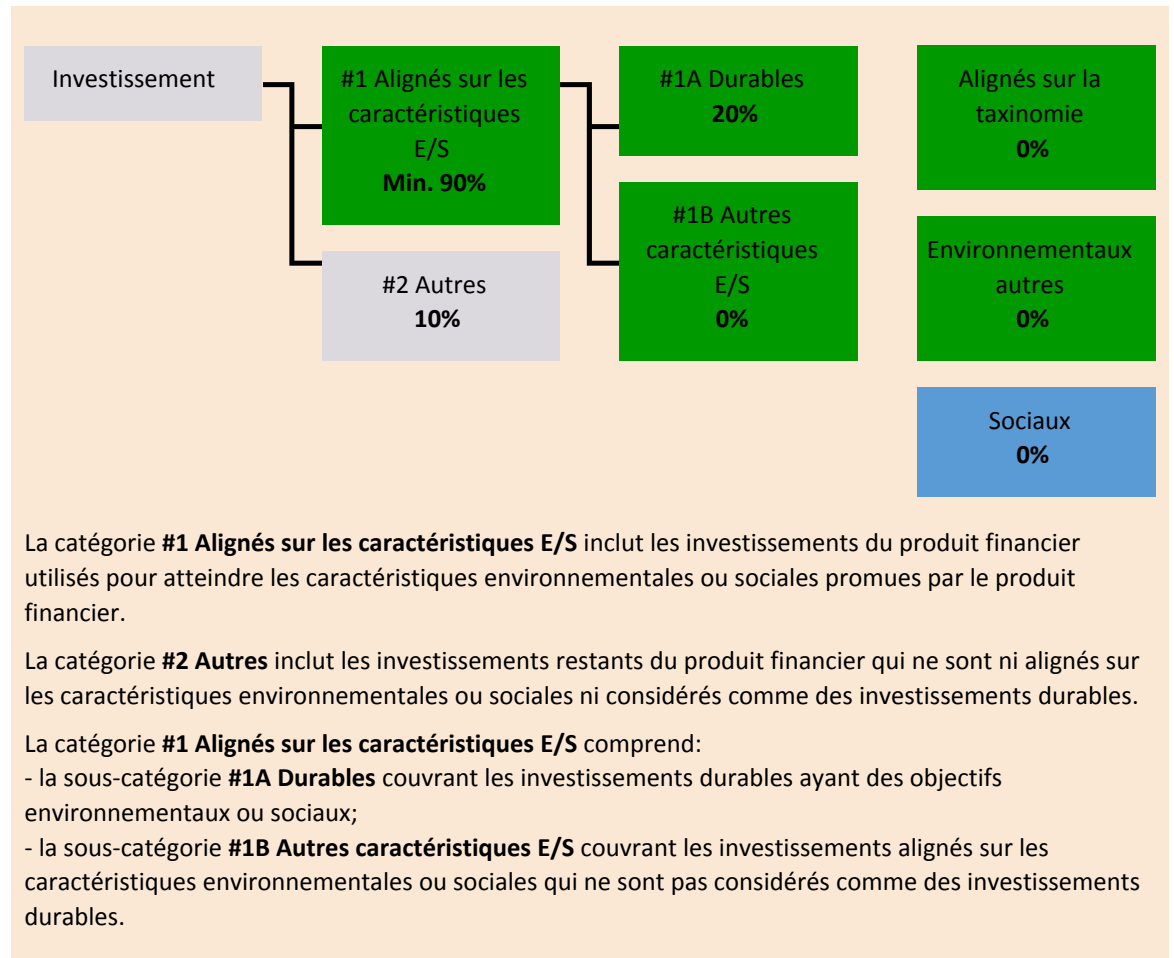 Investissement
#1 Alignés sur les
caractéristiques
E/S
Min. 90%
#2 Autres
10%
#1A Durables
20%
#1B Autres
caractéristiques
E/S
0%
Alignés sur la
taxinomie
0%
Environnementaux
autres
0%
Sociaux
0%
La catégorie #1 Alignés sur les caractéristiques E/S inclut les investissements du produit financier
utilisés pour atteindre les caractéristiques environnementales ou sociales promues par le produit
financier.
La catégorie #2 Autres inclut les investissements restants du produit financier qui ne sont ni alignés sur
les caractéristiques environnementales ou sociales ni considérés comme des investissements durables.
La catégorie #1 Alignés sur les caractéristiques E/S comprend:
- la sous-catégorie #1A Durables couvrant les investissements durables ayant des objectifs
environnementaux ou sociaux;
- la sous-catégorie #1B Autres caractéristiques E/S couvrant les investissements alignés sur les
caractéristiques environnementales ou sociales qui ne sont pas considérés comme des investissements
durables.